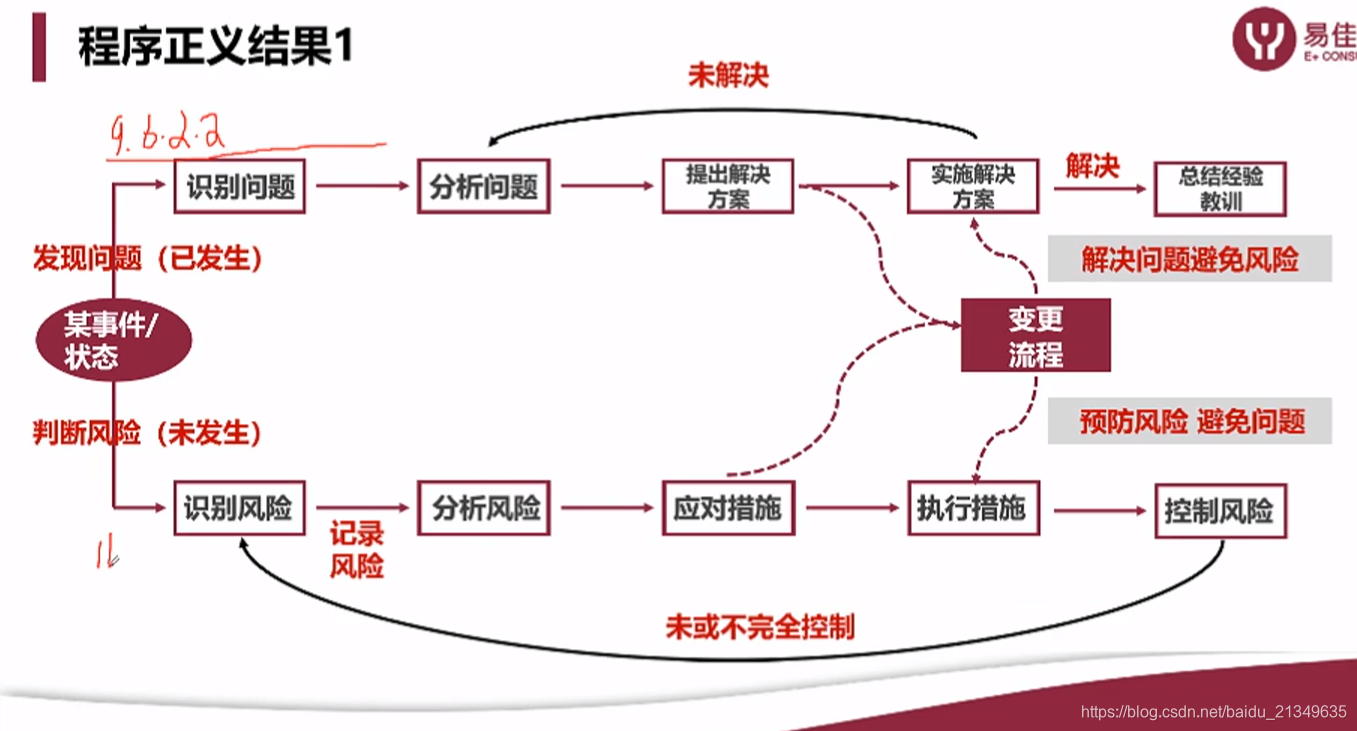 程序正义结果1
易佳
E+ CONSU
未解决
9.6.2.2
识别问题
分析问题
提出解决
方案
实施解决
方案
解决
总结经验
教训
发现问题（已发生）
解决问题避免风险
某事件/
状态
变更
流程
判断风险（未发生）
预防风险 避免问题
识别风险
记录
风险
分析风险
应对措施
执行措施
控制风险
未或不完全控制
https://blog.csdn.net/baidu_21349635